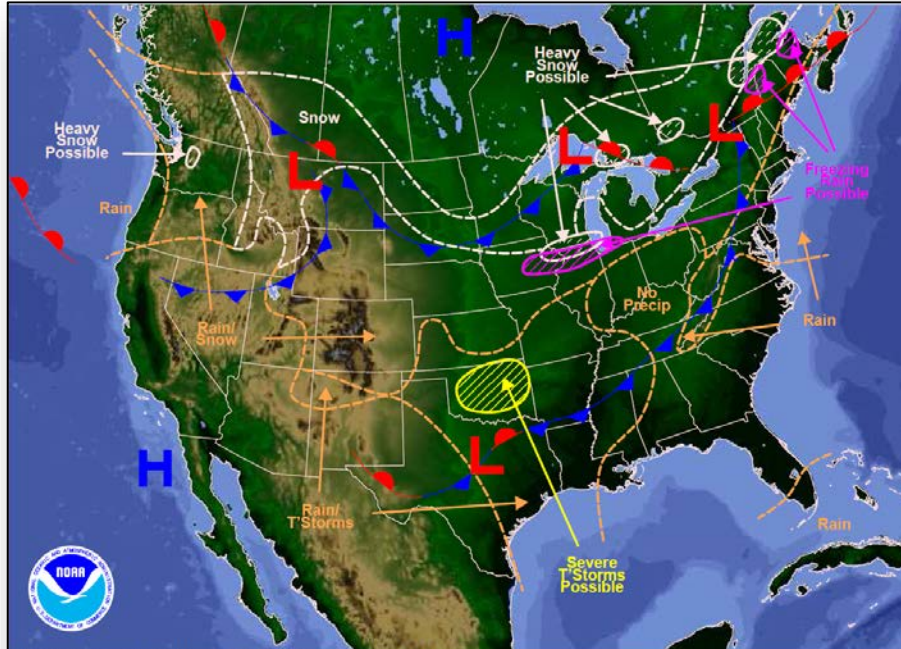 H
Heavy
Snow
Possible
Snow
Heavy
Snow
Possible
L
L
L
Freezing
Rain
Possible
Rain
No
Precip
Rain/
Snow
Rain
L
H
Rain/
T'Storms
Rain
Severe
T'Storms
Possible
NOAA